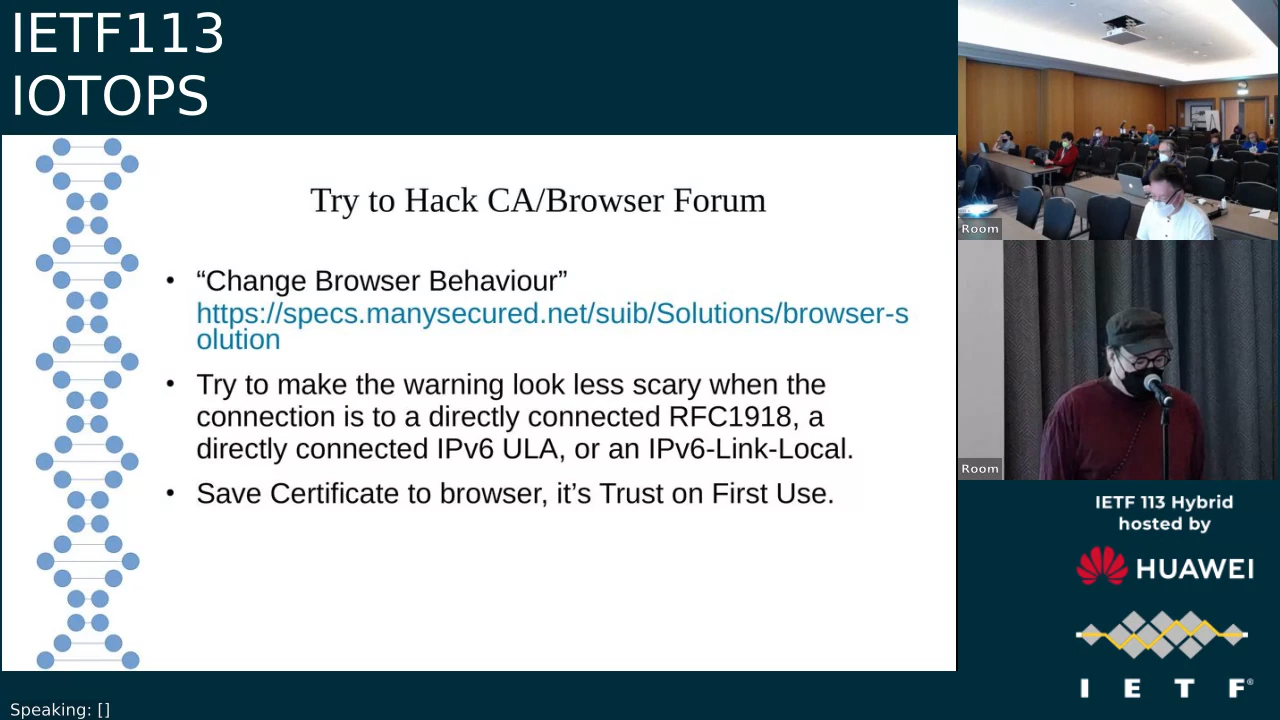 IETF113
IOTOPS
Try to Hack CA/Browser Forum
• “Change Browser Behaviour”
https://specs.manysecured.net/suib/Solutions/browser-s
olution
• Try to make the warning look less scary when the
connection is to a directly connected RFC1918, a
directly connected IPv6 ULA, or an IPv6-Link-Local.
• Save Certificate to browser, it’s Trust on First Use.
Room
Room
IETF 113 Hybrid
hosted by
HUAWEI
I E T F®
Speaking: []